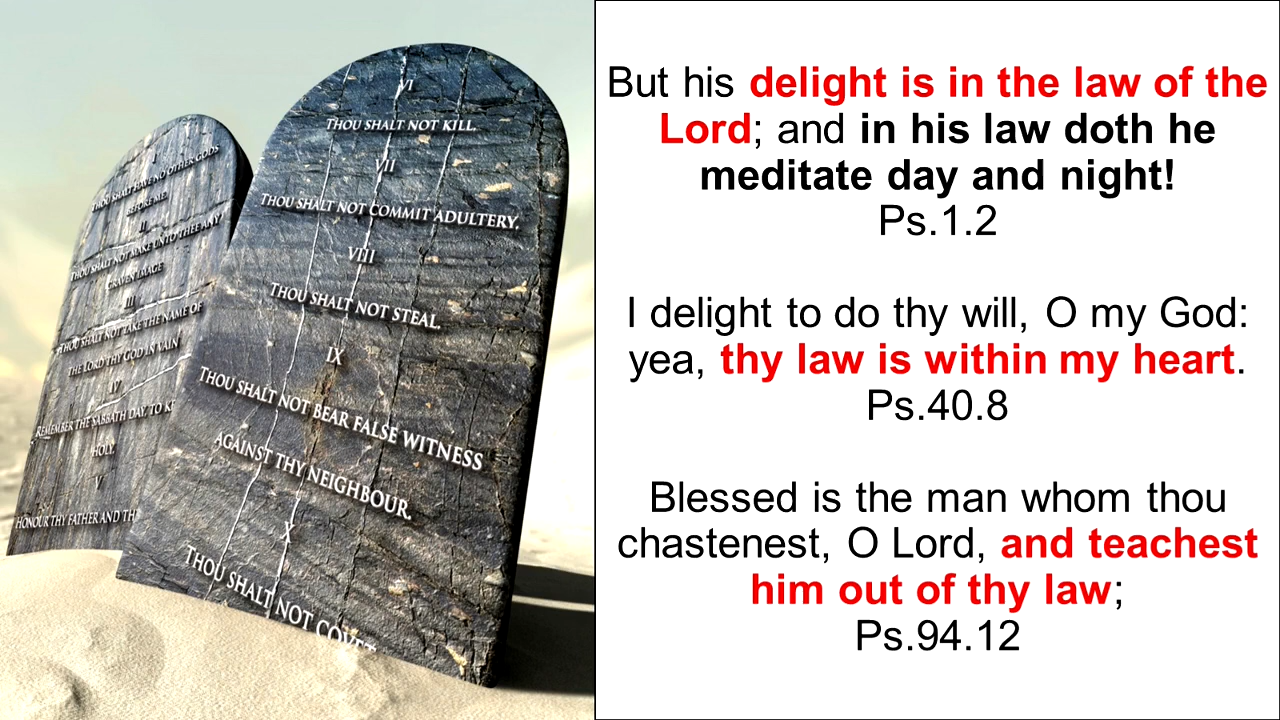 I
THOU SHALT HAVE NO OTHER GODS
BEFORE ME.
II
THOU SHALT NOT MAKE UNTO THEE ANY
GRAVEN IMAGE
III
THOU SHALT NOT TAKE THE NAME OF
THE LORD THY GOD IN VAIN
IV
REMEMBER THE SABBATH DAY, TO K
HOLY.
V
HONOUR THY FATHER AND TH
VI
THOU SHALT NOT KILL.
VII
THOU SHALT NOT COMMIT ADULTERY.
VIII
THOU SHALT NOT STEAL.
IX
THOU SHALT NOT BEAR FALSE WITNESS
AGAINST THY NEIGHBOUR.
X
THOU SHALT NOT COVET
But his delight is in the law of the
Lord; and in his law doth he
meditate day and night!
Ps.1.2
I delight to do thy will, O my God:
yea, thy law is within my heart.
Ps.40.8
Blessed is the man whom thou
chastenest, O Lord, and teachest
him out of thy law;
Ps.94.12